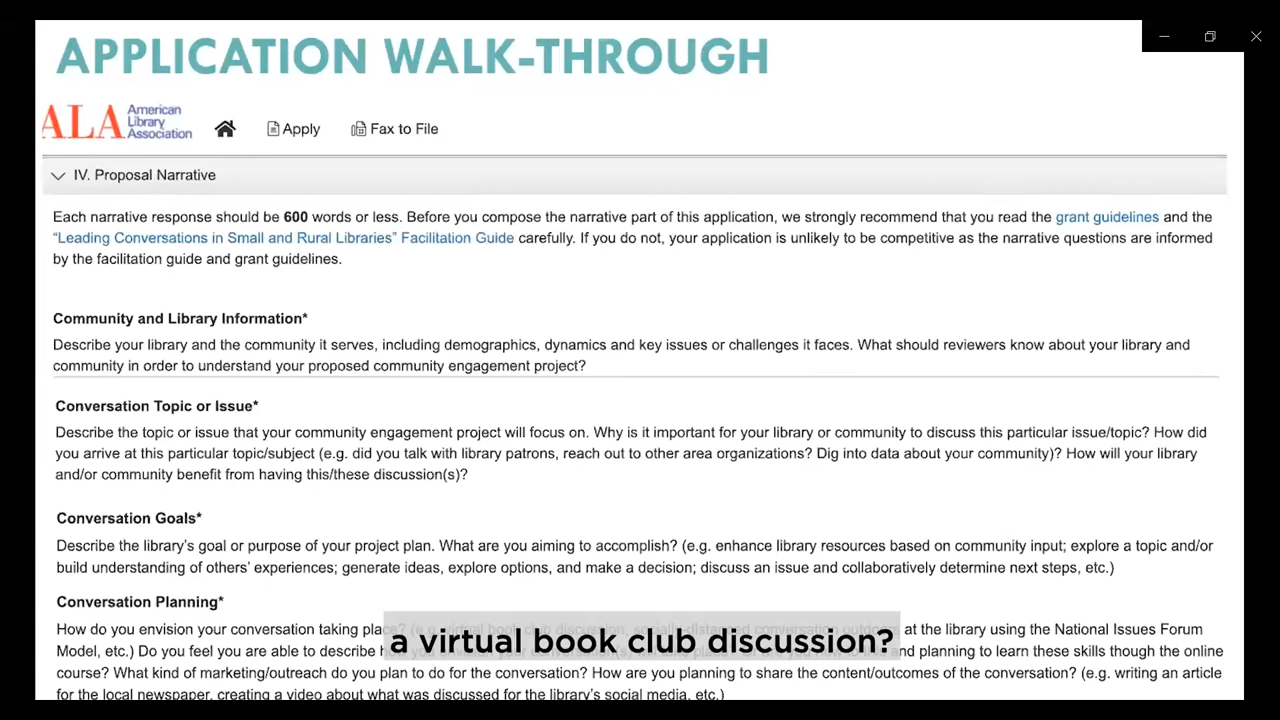 APPLICATION WALK-THROUGH
ALA American Library Association
Apply
Fax to File
IV. Proposal Narrative
Each narrative response should be 600 words or less. Before you compose the narrative part of this application, we strongly recommend that you read the grant guidelines and the
“Leading Conversations in Small and Rural Libraries” Facilitation Guide carefully. If you do not, your application is unlikely to be competitive as the narrative questions are informed
by the facilitation guide and grant guidelines.
Community and Library Information*
Describe your library and the community it serves, including demographics, dynamics and key issues or challenges it faces. What should reviewers know about your library and
community in order to understand your proposed community engagement project?
Conversation Topic or Issue*
Describe the topic or issue that your community engagement project will focus on. Why is it important for your library or community to discuss this particular issue/topic? How did
you arrive at this particular topic/subject (e.g. did you talk with library patrons, reach out to other area organizations? Dig into data about your community)? How will your library
and/or community benefit from having this/these discussion(s)?
Conversation Goals*
Describe the library’s goal or purpose of your project plan. What are you aiming to accomplish? (e.g. enhance library resources based on community input; explore a topic and/or
build understanding of others’ experiences; generate ideas, explore options, and make a decision; discuss an issue and collaboratively determine next steps, etc.)
Conversation Planning*
How do you envision your conversation taking place? (e.g. virtual book club discussion, socially distanced conversation outdoors at the library using the National Issues Forum
Model, etc.) Do you feel you are able to describe and planning to learn these skills though the online
course? What kind of marketing/outreach do you plan to do for the conversation? How are you planning to share the content/outcomes of the conversation? (e.g. writing an article
for the local newspaper, creating a video about what was discussed for the library’s social media, etc.)
a virtual book club discussion?